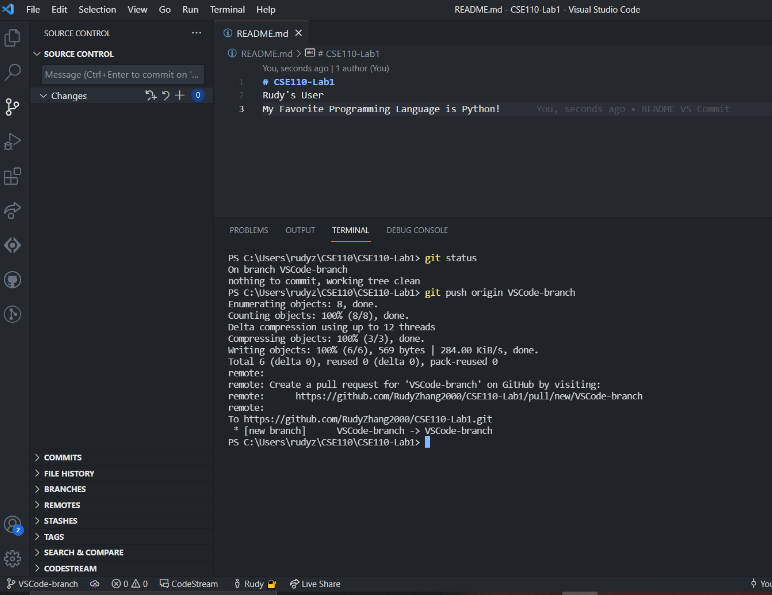 File Edit Selection View Go Run Terminal Help README.md - CSE110-Lab1 - Visual Studio Code
SOURCE CONTROL ···
SOURCE CONTROL
Message (Ctrl+Enter to commit on '...
Changes 0
COMMITS
FILE HISTORY
BRANCHES
REMOTES
STASHES
TAGS
SEARCH & COMPARE
CODESTREAM
2
README.md
README.md > # CSE110-Lab1
You, seconds ago | 1 author (You)
1 # CSE110-Lab1
2 Rudy's User
3 My Favorite Programming Language is Python! You, seconds ago • README VS Commit
PROBLEMS OUTPUT TERMINAL DEBUG CONSOLE
PS C:\Users\rudyz\CSE110\CSE110-Lab1> git status
On branch VSCode-branch
nothing to commit, working tree clean
PS C:\Users\rudyz\CSE110\CSE110-Lab1> git push origin VSCode-branch
Enumerating objects: 8, done.
Counting objects: 100% (8/8), done.
Delta compression using up to 12 threads
Compressing objects: 100% (3/3), done.
Writing objects: 100% (6/6), 569 bytes | 284.00 KiB/s, done.
Total 6 (delta 0), reused 0 (delta 0), pack-reused 0
remote:
remote: Create a pull request for 'VSCode-branch' on GitHub by visiting:
remote: https://github.com/RudyZhang2000/CSE110-Lab1/pull/new/VSCode-branch
remote:
To https://github.com/RudyZhang2000/CSE110-Lab1.git
* [new branch] VSCode-branch -> VSCode-branch
PS C:\Users\rudyz\CSE110\CSE110-Lab1>
VSCode-branch 0 0 CodeStream Rudy Live Share You